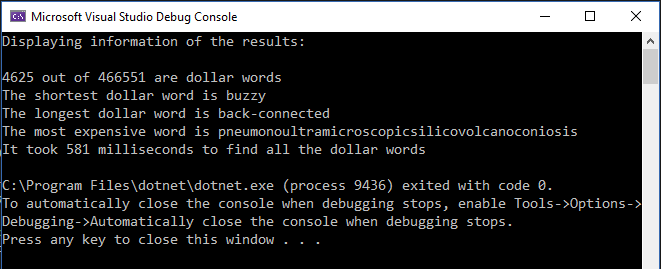 Microsoft Visual Studio Debug Console
Displaying information of the results:
4625 out of 466551 are dollar words
The shortest dollar word is buzzy
The longest dollar word is back-connected
The most expensive word is pneumonoultramicroscopicsilicovolcanoconiosis
It took 581 milliseconds to find all the dollar words
C:\Program Files\dotnet\dotnet.exe (process 9436) exited with code 0.
To automatically close the console when debugging stops, enable Tools->Options->
Debugging->Automatically close the console when debugging stops.
Press any key to close this window . . .